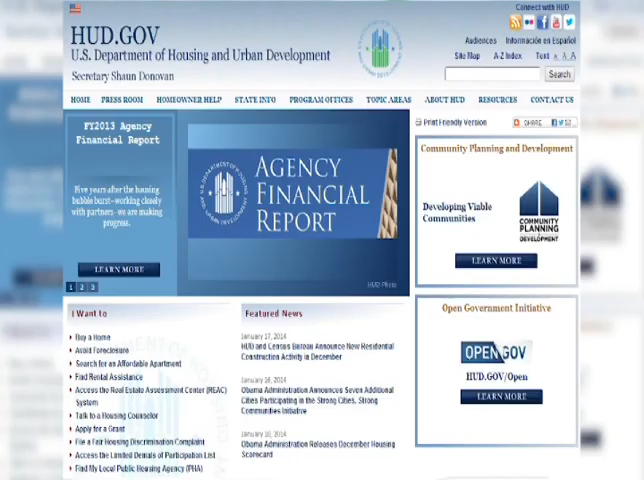 Connect with HUD
HUD.GOV
U.S. Department of Housing and Urban Development
Secretary Shaun Donovan
Audiences Información en Español
Site Map A-Z Index Text A A A
Search
HOME PRESS ROOM HOMEOWNER HELP STATE INFO PROGRAM OFFICES TOPIC AREAS ABOUT HUD RESOURCES CONTACT US
FY2013 Agency
Financial Report
Five years after the housing
bubble burst--working closely
with partners--we are making
progress.
LEARN MORE
1 2 3
AGENCY
FINANCIAL
REPORT
HUD Photo
Print Friendly Version SHARE
Community Planning and Development
Developing Viable
Communities
COMMUNITY
PLANNING
DEVELOPMENT
LEARN MORE
Open Government Initiative
OPEN GOV
HUD.GOV/Open
LEARN MORE
I Want to
Buy a Home
Avoid Foreclosure
Search for an Affordable Apartment
Find Rental Assistance
Access the Real Estate Assessment Center (REAC)
System
Talk to a Housing Counselor
Apply for a Grant
File a Fair Housing Discrimination Complaint
Access the Limited Denials of Participation List
Find My Local Public Housing Agency (PHA)
Featured News
January 17, 2014
HUD and Census Bureau Announce New Residential
Construction Activity in December
January 16, 2014
Obama Administration Announces Seven Additional
Cities Participating in the Strong Cities, Strong
Communities Initiative
January 10, 2014
Obama Administration Releases December Housing
Scorecard